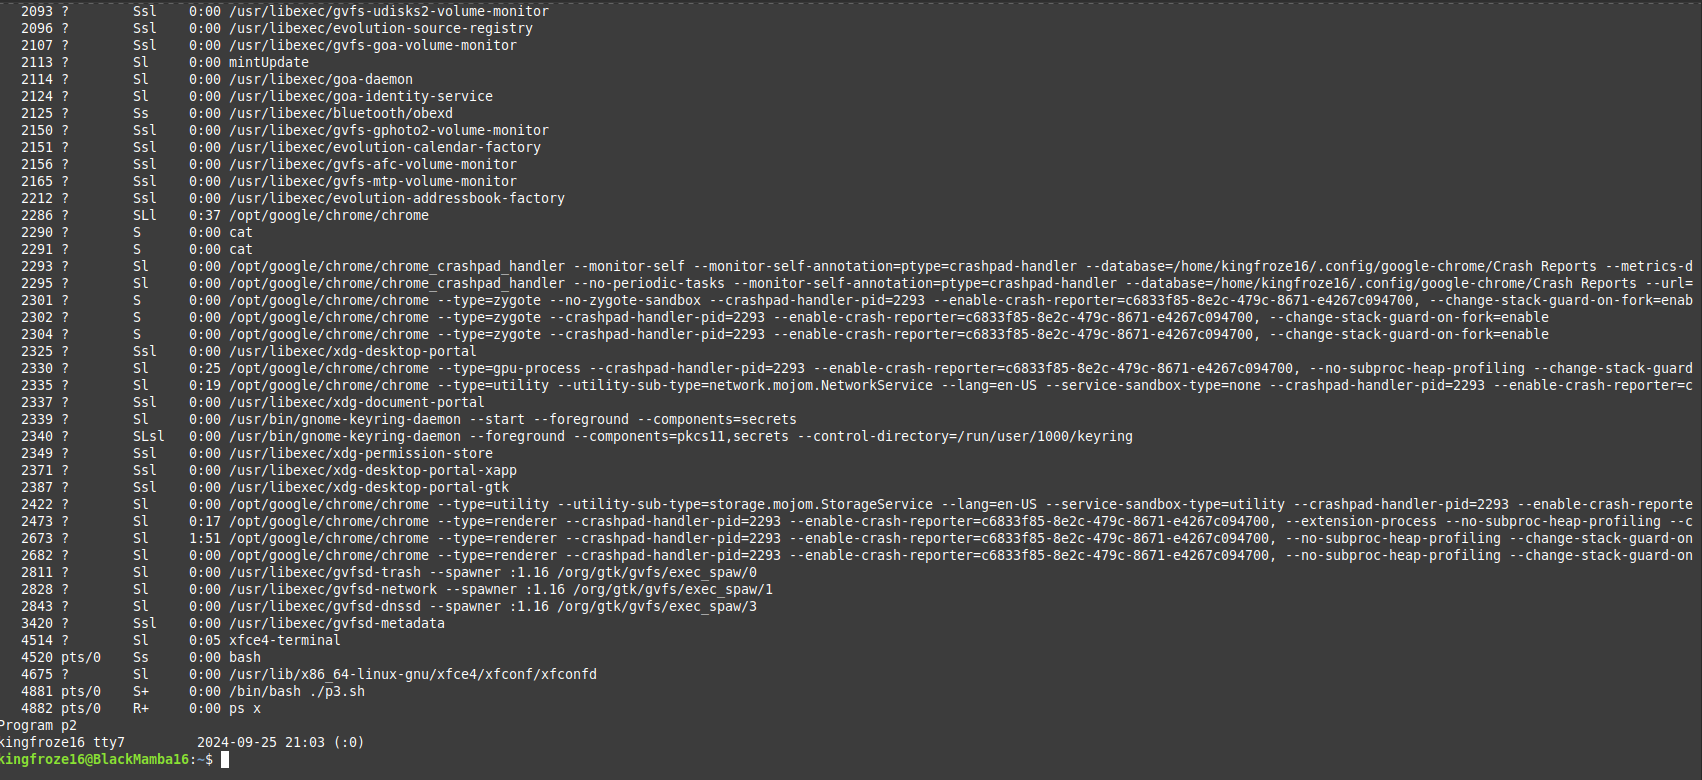 2093 ?        Ssl    0:00 /usr/libexec/gvfs-udisks2-volume-monitor
2096 ?        Ssl    0:00 /usr/libexec/evolution-source-registry
2107 ?        Ssl    0:00 /usr/libexec/gvfs-goa-volume-monitor
2113 ?        Sl     0:00 mintUpdate
2114 ?        Sl     0:00 /usr/libexec/goa-daemon
2124 ?        Sl     0:00 /usr/libexec/goa-identity-service
2125 ?        Ss     0:00 /usr/libexec/bluetooth/obexd
2150 ?        Ssl    0:00 /usr/libexec/gvfs-gphoto2-volume-monitor
2151 ?        Ssl    0:00 /usr/libexec/evolution-calendar-factory
2156 ?        Ssl    0:00 /usr/libexec/gvfs-afc-volume-monitor
2165 ?        Ssl    0:00 /usr/libexec/gvfs-mtp-volume-monitor
2212 ?        Ssl    0:00 /usr/libexec/evolution-addressbook-factory
2286 ?        SLl    0:37 /opt/google/chrome/chrome
2290 ?        S      0:00 cat
2291 ?        S      0:00 cat
2293 ?        Sl     0:00 /opt/google/chrome/chrome_crashpad_handler --monitor-self --monitor-self-annotation=ptype=crashpad-handler --database=/home/kingfroze16/.config/google-chrome/Crash Reports --metrics-d
2295 ?        Sl     0:00 /opt/google/chrome/chrome_crashpad_handler --no-periodic-tasks --monitor-self-annotation=ptype=crashpad-handler --database=/home/kingfroze16/.config/google-chrome/Crash Reports --url=
2301 ?        S      0:00 /opt/google/chrome/chrome --type=zygote --no-zygote-sandbox --crashpad-handler-pid=2293 --enable-crash-reporter=c6833f85-8e2c-479c-8671-e4267c094700, --change-stack-guard-on-fork=enab
2302 ?        S      0:00 /opt/google/chrome/chrome --type=zygote --crashpad-handler-pid=2293 --enable-crash-reporter=c6833f85-8e2c-479c-8671-e4267c094700, --change-stack-guard-on-fork=enable
2304 ?        S      0:00 /opt/google/chrome/chrome --type=zygote --crashpad-handler-pid=2293 --enable-crash-reporter=c6833f85-8e2c-479c-8671-e4267c094700, --change-stack-guard-on-fork=enable
2325 ?        Ssl    0:00 /usr/libexec/xdg-desktop-portal
2330 ?        Sl     0:25 /opt/google/chrome/chrome --type=gpu-process --crashpad-handler-pid=2293 --enable-crash-reporter=c6833f85-8e2c-479c-8671-e4267c094700, --no-subproc-heap-profiling --change-stack-guard
2335 ?        Sl     0:19 /opt/google/chrome/chrome --type=utility --utility-sub-type=network.mojom.NetworkService --lang=en-US --service-sandbox-type=none --crashpad-handler-pid=2293 --enable-crash-reporter=c
2337 ?        Ssl    0:00 /usr/libexec/xdg-document-portal
2339 ?        Sl     0:00 /usr/bin/gnome-keyring-daemon --start --foreground --components=secrets
2340 ?        SLsl   0:00 /usr/bin/gnome-keyring-daemon --foreground --components=pkcs11,secrets --control-directory=/run/user/1000/keyring
2349 ?        Ssl    0:00 /usr/libexec/xdg-permission-store
2371 ?        Ssl    0:00 /usr/libexec/xdg-desktop-portal-xapp
2387 ?        Ssl    0:00 /usr/libexec/xdg-desktop-portal-gtk
2422 ?        Sl     0:00 /opt/google/chrome/chrome --type=utility --utility-sub-type=storage.mojom.StorageService --lang=en-US --service-sandbox-type=utility --crashpad-handler-pid=2293 --enable-crash-reporte
2473 ?        Sl     0:17 /opt/google/chrome/chrome --type=renderer --crashpad-handler-pid=2293 --enable-crash-reporter=c6833f85-8e2c-479c-8671-e4267c094700, --extension-process --no-subproc-heap-profiling --c
2673 ?        Sl     1:51 /opt/google/chrome/chrome --type=renderer --crashpad-handler-pid=2293 --enable-crash-reporter=c6833f85-8e2c-479c-8671-e4267c094700, --no-subproc-heap-profiling --change-stack-guard-on
2682 ?        Sl     0:00 /opt/google/chrome/chrome --type=renderer --crashpad-handler-pid=2293 --enable-crash-reporter=c6833f85-8e2c-479c-8671-e4267c094700, --no-subproc-heap-profiling --change-stack-guard-on
2811 ?        Sl     0:00 /usr/libexec/gvfsd-trash --spawner :1.16 /org/gtk/gvfs/exec_spaw/0
2828 ?        Sl     0:00 /usr/libexec/gvfsd-network --spawner :1.16 /org/gtk/gvfs/exec_spaw/1
2843 ?        Sl     0:00 /usr/libexec/gvfsd-dnssd --spawner :1.16 /org/gtk/gvfs/exec_spaw/3
3420 ?        Ssl    0:00 /usr/libexec/gvfsd-metadata
4514 ?        Sl     0:05 xfce4-terminal
4520 pts/0    Ss     0:00 bash
4675 ?        Sl     0:00 /usr/lib/x86_64-linux-gnu/xfce4/xfconf/xfconfd
4881 pts/0    S+     0:00 /bin/bash ./p3.sh
4882 pts/0    R+     0:00 ps x
Program p2
kingfroze16 tty7         2024-09-25 21:03 (:0)
kingfroze16@BlackMamba16:~$